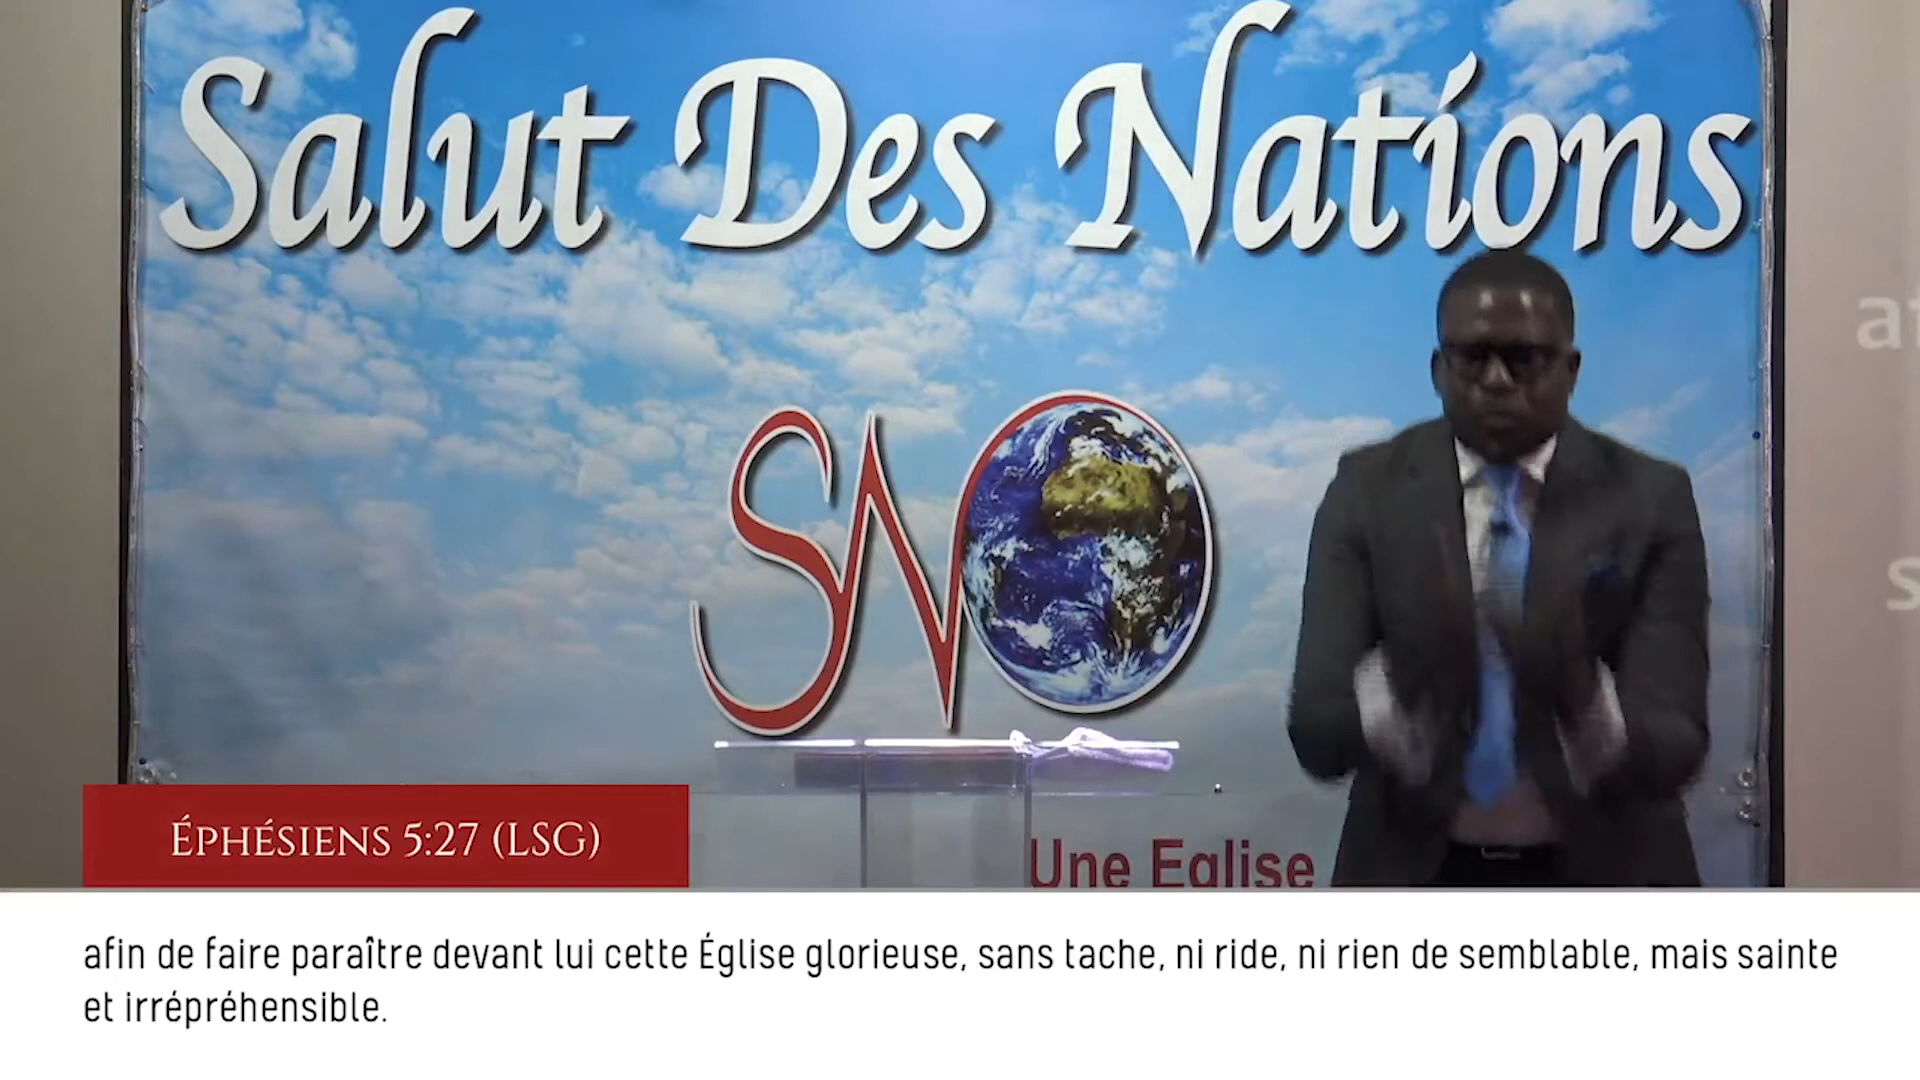 Salut Des Nations
SN
Une Eglise
ÉPHÉSIENS 5:27 (LSG)
afin de faire paraître devant lui cette Église glorieuse, sans tache, ni ride, ni rien de semblable, mais sainte
et irrépréhensible.